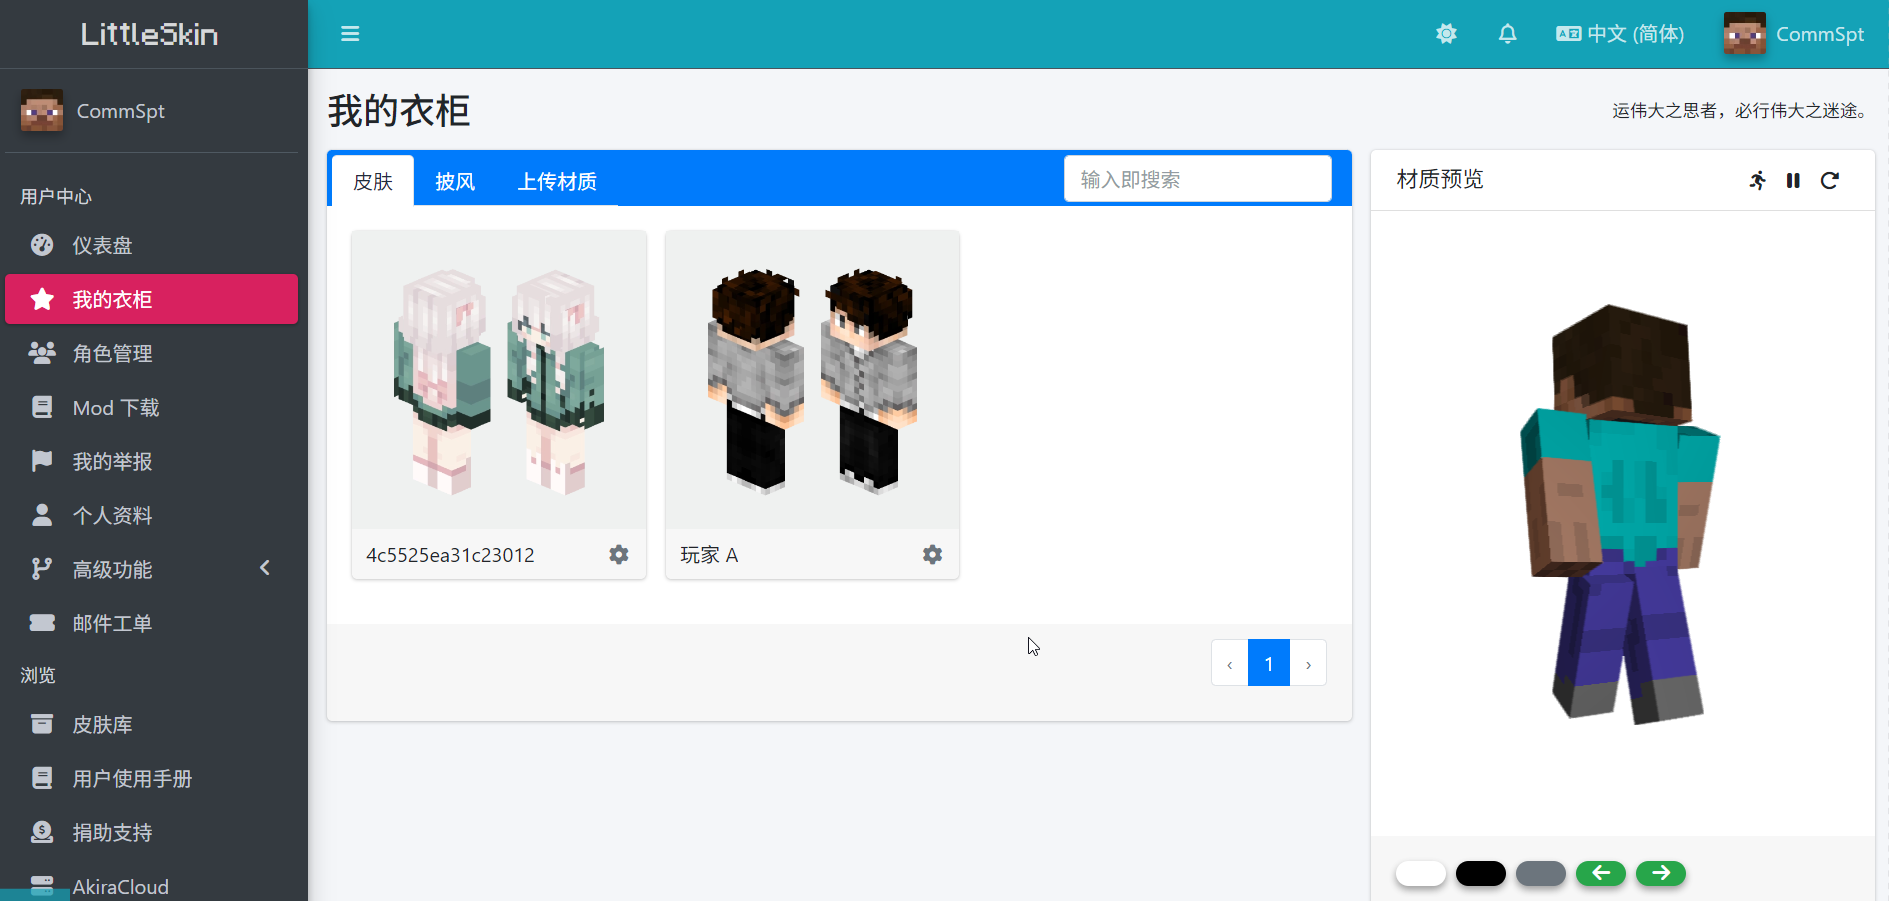 LittleSkin
中文 (简体)
CommSpt
CommSpt
用户中心
仪表盘
我的衣柜
角色管理
Mod 下载
我的举报
个人资料
高级功能
邮件工单
浏览
皮肤库
用户使用手册
捐助支持
AkiraCloud
我的衣柜
运伟大之思者，必行伟大之迷途。
皮肤
披风
上传材质
输入即搜索
4c5525ea31c23012
玩家 A
‹ 1 ›
材质预览